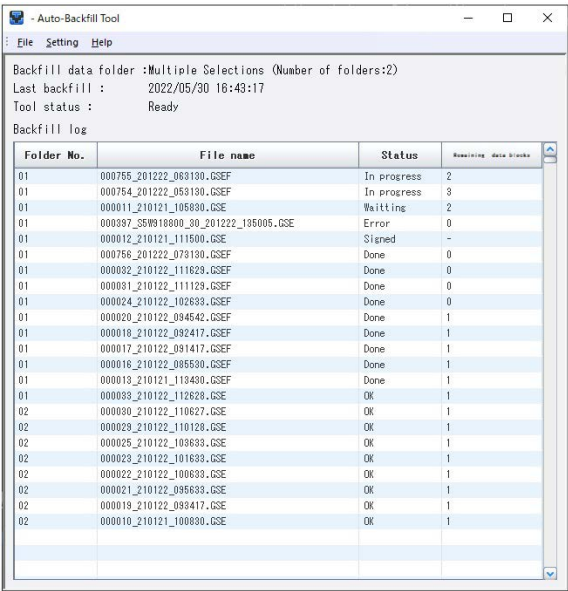 - Auto-Backfill Tool
File Setting Help
Backfill data folder :Multiple Selections (Number of folders:2)
Last backfill : 2022/05/30 16:43:17
Tool status : Ready
Backfill log
Folder No. File name Status Remaining data blocks
01 000755_201222_063130.GSEF In progress 2
01 000754_201222_053130.GSEF In progress 3
01 000011_210121_105830.GSEF Waitting 2
01 000397_S5W918800_30_201222_135005.GSE Error 0
01 000012_210121_111500.GSE Signed -
01 000756_201222_073130.GSEF Done 0
01 000032_210122_111629.GSEF Done 0
01 000031_210122_111129.GSEF Done 0
01 000024_210122_102633.GSEF Done 0
01 000020_210122_094542.GSEF Done 1
01 000018_210122_092417.GSEF Done 1
01 000017_210122_091417.GSEF Done 1
01 000016_210122_085530.GSEF Done 1
01 000013_210121_113430.GSEF Done 1
01 000033_210122_112628.GSE OK 1
02 000030_210122_110627.GSE OK 1
02 000029_210122_110128.GSE OK 1
02 000025_210122_103633.GSE OK 1
02 000023_210122_101633.GSE OK 1
02 000022_210122_100633.GSE OK 1
02 000021_210122_095633.GSE OK 1
02 000019_210122_093417.GSE OK 1
02 000010_210121_100830.GSE OK 1